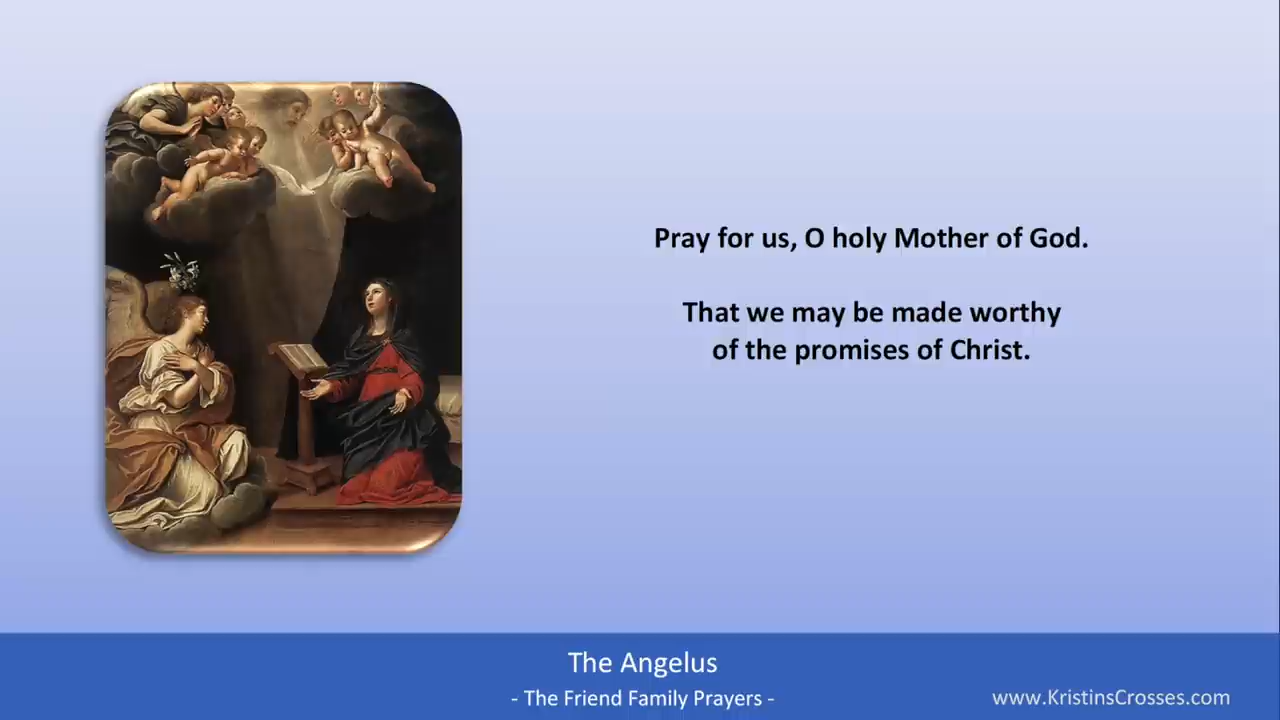 Pray for us, O holy Mother of God.
That we may be made worthy
of the promises of Christ.
The Angelus
- The Friend Family Prayers -
www.KristinsCrosses.com